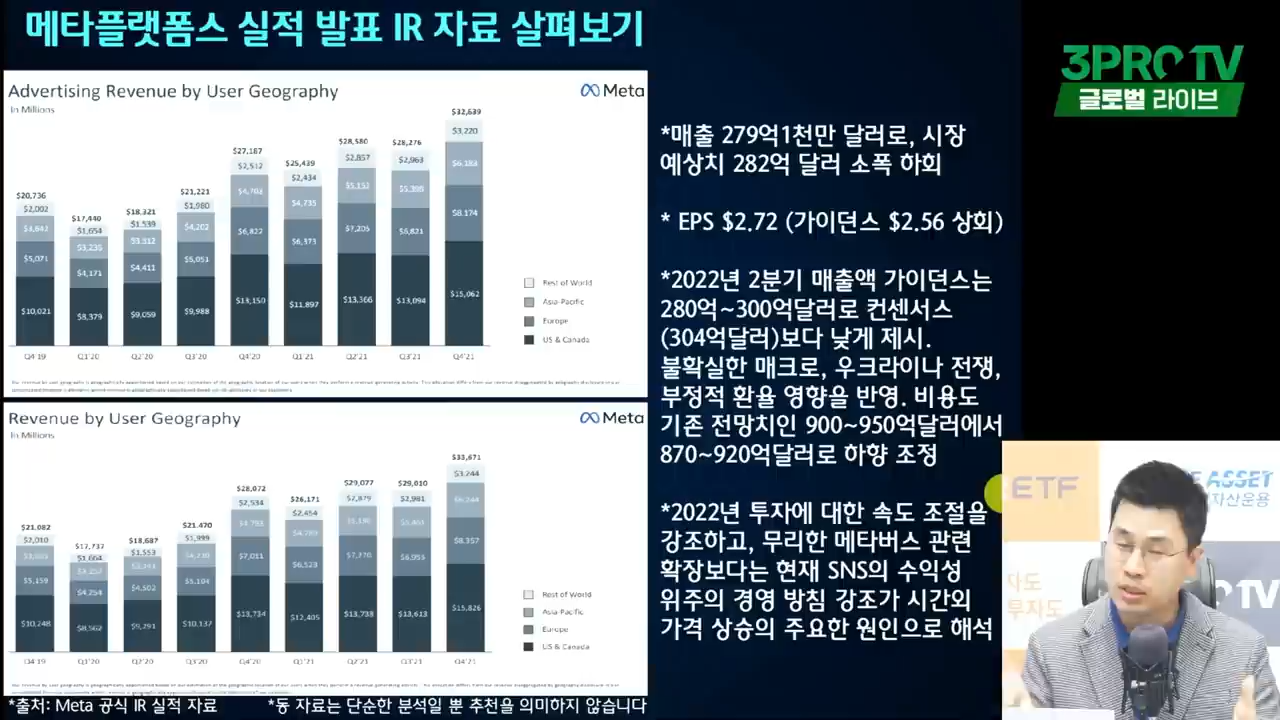 메타플랫폼스 실적 발표 IR 자료 살펴보기
3PRO TV
글로벌 라이브
Advertising Revenue by User Geography
Meta
In Millions
$20,736
$2,002
$5,071
$10,021
Q4'19
$17,440
$1,654
$3,235
$4,171
$8,379
Q1'20
$18,321
$1,539
$3,312
$4,411
$9,059
Q2'20
$21,221
$1,980
$4,202
$5,051
$9,988
Q3'20
$27,187
$2,512
$4,703
$6,822
$13,150
Q4'20
$25,439
$2,434
$4,735
$6,373
$11,897
Q1'21
$28,580
$2,857
$5,152
$7,205
$13,366
Q2'21
$28,276
$2,963
$5,398
$6,821
$13,094
Q3'21
$32,639
$3,220
$6,183
$8,174
$15,062
Q4'21
Rest of World
Asia-Pacific
Europe
US & Canada
Revenue by User Geography
Meta
In Millions
$21,082
$2,010
$5,159
$10,248
Q4'19
$17,737
$1,664
$4,254
$8,562
Q1'20
$18,687
$1,553
$4,502
$9,291
Q2'20
$21,470
$1,999
$5,104
$10,137
Q3'20
$28,072
$2,534
$4,793
$7,011
$13,734
Q4'20
$26,171
$2,454
$6,523
$12,405
Q1'21
$29,077
$2,879
$7,270
$13,738
Q2'21
$29,010
$2,981
$5,461
$6,955
$13,613
Q3'21
$33,671
$3,244
$6,244
$8,357
$15,826
Q4'21
Rest of World
Asia-Pacific
Europe
US & Canada
*출처: Meta 공식 IR 실적 자료
*동 자료는 단순한 분석일 뿐 추천을 의미하지 않습니다
*매출 279억1천만 달러로, 시장
예상치 282억 달러 소폭 하회
* EPS $2.72 (가이던스 $2.56 상회)
*2022년 2분기 매출액 가이던스는
280억~300억달러로 컨센서스
(304억달러)보다 낮게 제시.
불확실한 매크로, 우크라이나 전쟁,
부정적 환율 영향을 반영. 비용도
기존 전망치인 900~950억달러에서
870~920억달러로 하향 조정
*2022년 투자에 대한 속도 조절을
강조하고, 무리한 메타버스 관련
확장보다는 현재 SNS의 수익성
위주의 경영 방침 강조가 시간외
가격 상승의 주요한 원인으로 해석
ETF
ASSET
자산운용
자도
투자도
TV